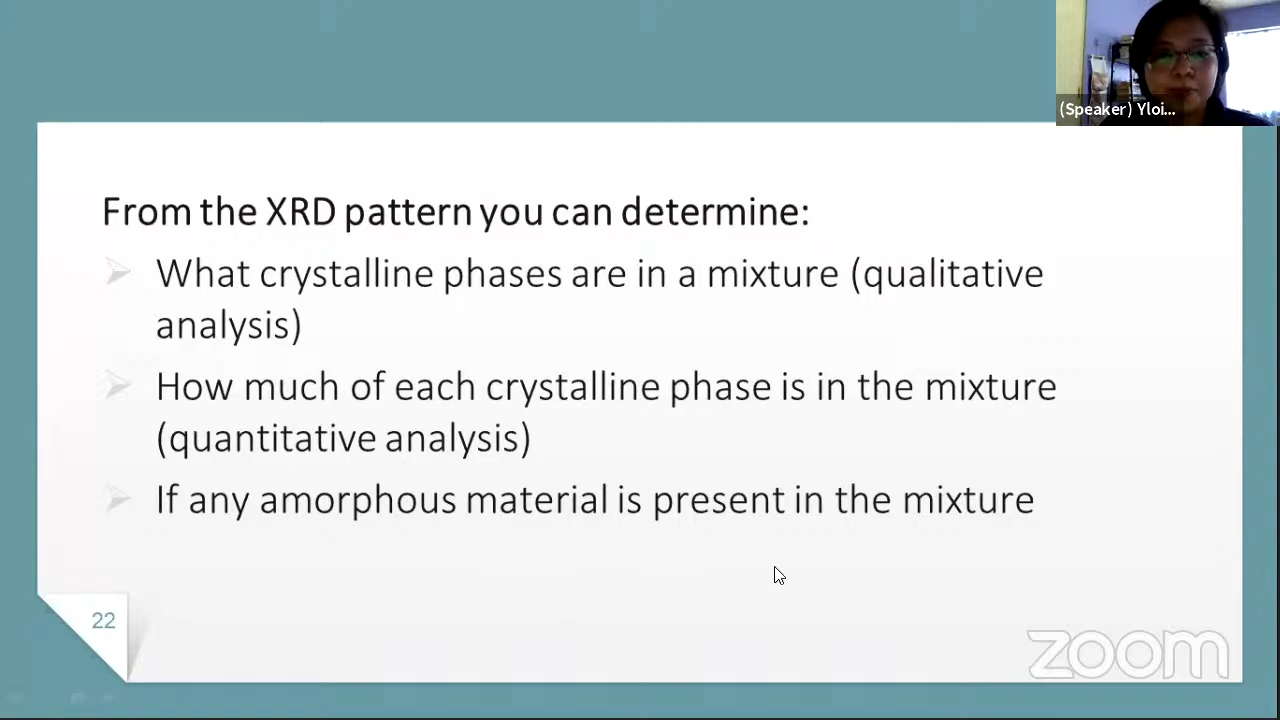 (Speaker) Yloi...
From the XRD pattern you can determine:
What crystalline phases are in a mixture (qualitative
analysis)
How much of each crystalline phase is in the mixture
(quantitative analysis)
If any amorphous material is present in the mixture
22
zoom